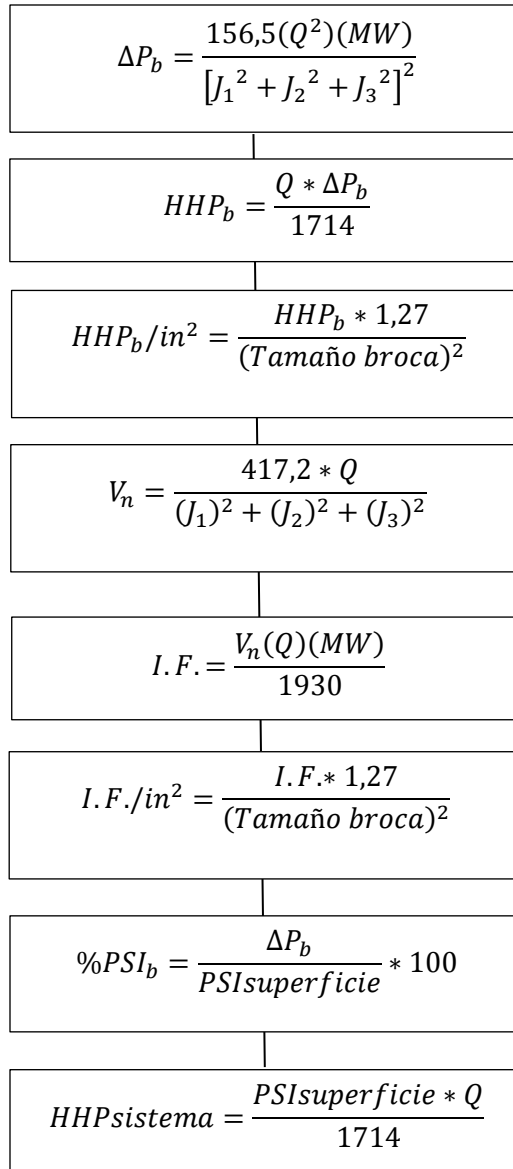 ΔP_b = 156,5(Q²)(MW) / [J₁² + J₂² + J₃²]²
HHP_b = Q * ΔP_b / 1714
HHP_b/in² = HHP_b * 1,27 / (Tamaño broca)²
V_n = 417,2 * Q / (J₁)² + (J₂)² + (J₃)²
I.F. = V_n(Q)(MW) / 1930
I.F./in² = I.F.* 1,27 / (Tamaño broca)²
%PSI_b = ΔP_b / PSIsuperficie * 100
HHPsistema = PSIsuperficie * Q / 1714